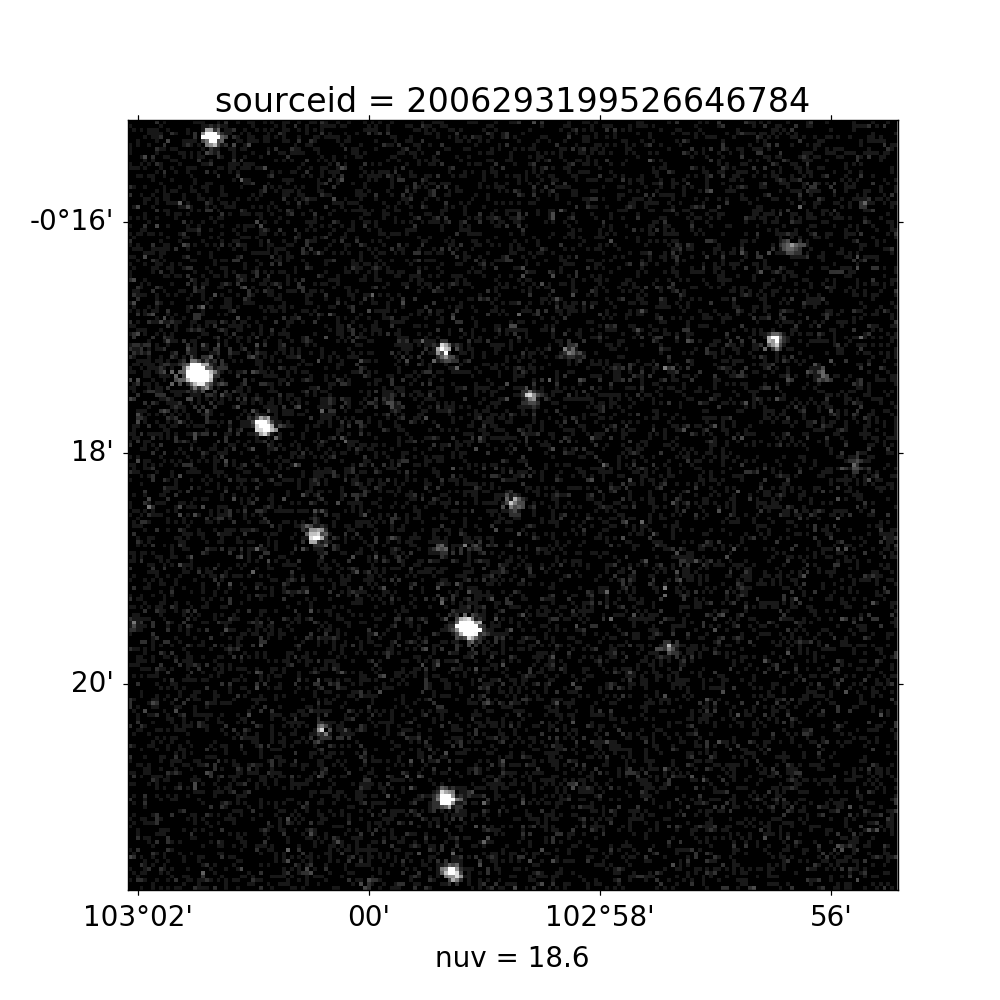 sourceid = 2006293199526646784
-0°16'
18'
20'
103°02' 00' 102°58' 56'
nuv = 18.6